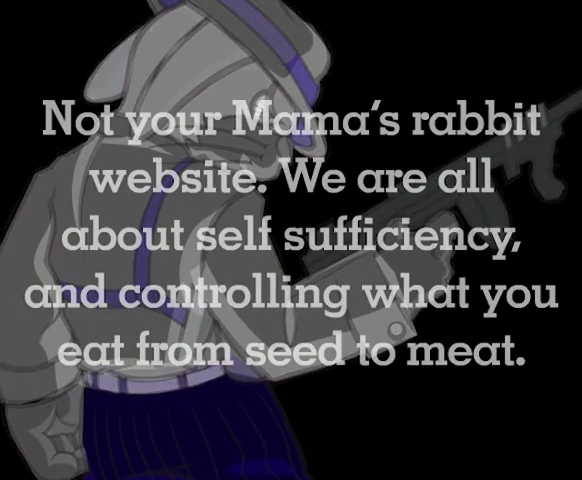 Not your Mama's rabbit
website. We are all
about self sufficiency,
and controlling what you
eat from seed to meat.